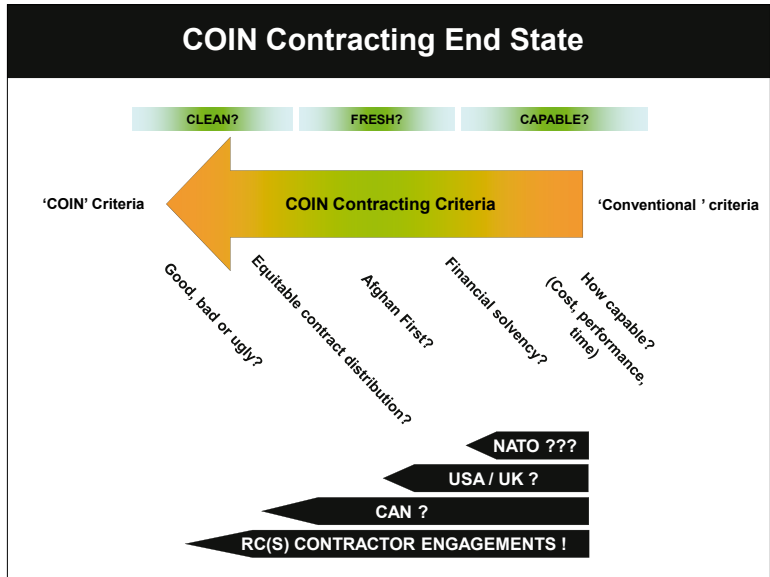 COIN Contracting End State
CLEAN?
FRESH?
CAPABLE?
‘COIN’ Criteria
COIN Contracting Criteria
‘Conventional ’ criteria
Good, bad or ugly?
Equitable contract distribution?
Afghan First?
Financial solvency?
How capable?
(Cost, performance,
time)
NATO ???
USA / UK ?
CAN ?
RC(S) CONTRACTOR ENGAGEMENTS !